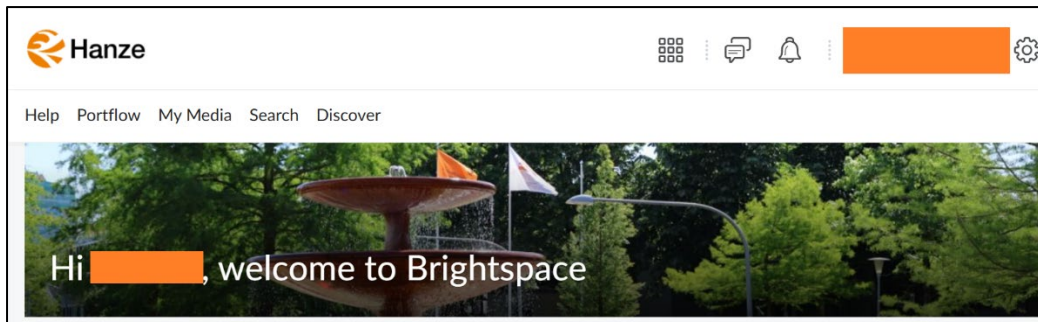 Hanze
Help Portflow My Media Search Discover
Hi , welcome to Brightspace